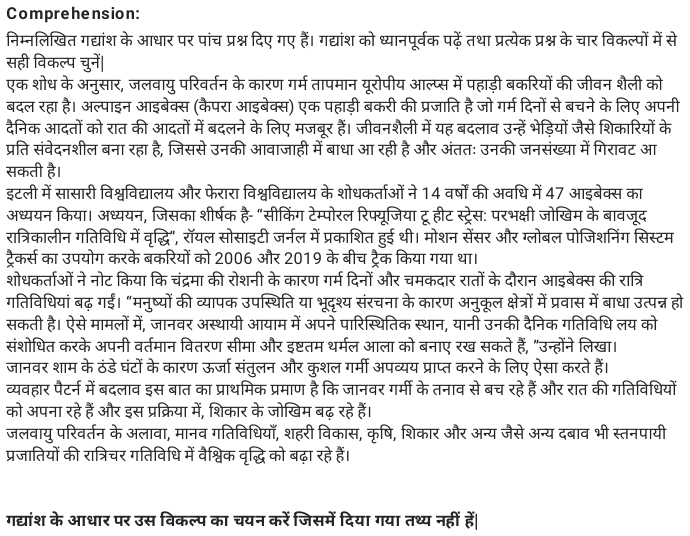 Comprehension:
निम्नलिखित गद्यांश के आधार पर पांच प्रश्न दिए गए हैं। गद्यांश को ध्यानपूर्वक पढ़ें तथा प्रत्येक प्रश्न के चार विकल्पों में से
सही विकल्प चुनें|
एक शोध के अनुसार, जलवायु परिवर्तन के कारण गर्म तापमान यूरोपीय आल्प्स में पहाड़ी बकरियों की जीवन शैली को
बदल रहा है। अल्पाइन आइबेक्स (कैपरा आइबेक्स) एक पहाड़ी बकरी की प्रजाति है जो गर्म दिनों से बचने के लिए अपनी
दैनिक आदतों को रात की आदतों में बदलने के लिए मजबूर हैं। जीवनशैली में यह बदलाव उन्हें भेड़ियों जैसे शिकारियों के
प्रति संवेदनशील बना रहा है, जिससे उनकी आवाजाही में बाधा आ रही है और अंततः उनकी जनसंख्या में गिरावट आ
सकती है।
इटली में सासारी विश्वविद्यालय और फेरारा विश्वविद्यालय के शोधकर्ताओं ने 14 वर्षों की अवधि में 47 आइबेक्स का
अध्ययन किया। अध्ययन, जिसका शीर्षक है- “सीकिंग टेम्पोरल रिफ्यूजिया टू हीट स्ट्रेस: परभक्षी जोखिम के बावजूद
रात्रिकालीन गतिविधि में वृद्धि”, रॉयल सोसाइटी जर्नल में प्रकाशित हुई थी। मोशन सेंसर और ग्लोबल पोजिशनिंग सिस्टम
ट्रैकर्स का उपयोग करके बकरियों को 2006 और 2019 के बीच ट्रैक किया गया था।
शोधकर्ताओं ने नोट किया कि चंद्रमा की रोशनी के कारण गर्म दिनों और चमकदार रातों के दौरान आइबेक्स की रात्रि
गतिविधियां बढ़ गईं। “मनुष्यों की व्यापक उपस्थिति या भूदृश्य संरचना के कारण अनुकूल क्षेत्रों में प्रवास में बाधा उत्पन्न हो
सकती है। ऐसे मामलों में, जानवर अस्थायी आयाम में अपने पारिस्थितिक स्थान, यानी उनकी दैनिक गतिविधि लय को
संशोधित करके अपनी वर्तमान वितरण सीमा और इष्टतम थर्मल आला को बनाए रख सकते हैं, ”उन्होंने लिखा।
जानवर शाम के ठंडे घंटों के कारण ऊर्जा संतुलन और कुशल गर्मी अपव्यय प्राप्त करने के लिए ऐसा करते हैं।
व्यवहार पैटर्न में बदलाव इस बात का प्राथमिक प्रमाण है कि जानवर गर्मी के तनाव से बच रहे हैं और रात की गतिविधियों
को अपना रहे हैं और इस प्रक्रिया में, शिकार के जोखिम बढ़ रहे हैं।
जलवायु परिवर्तन के अलावा, मानव गतिविधियाँ, शहरी विकास, कृषि, शिकार और अन्य जैसे अन्य दबाव भी स्तनपायी
प्रजातियों की रात्रिचर गतिविधि में वैश्विक वृद्धि को बढ़ा रहे हैं।
गद्यांश के आधार पर उस विकल्प का चयन करें जिसमें दिया गया तथ्य नहीं हें|